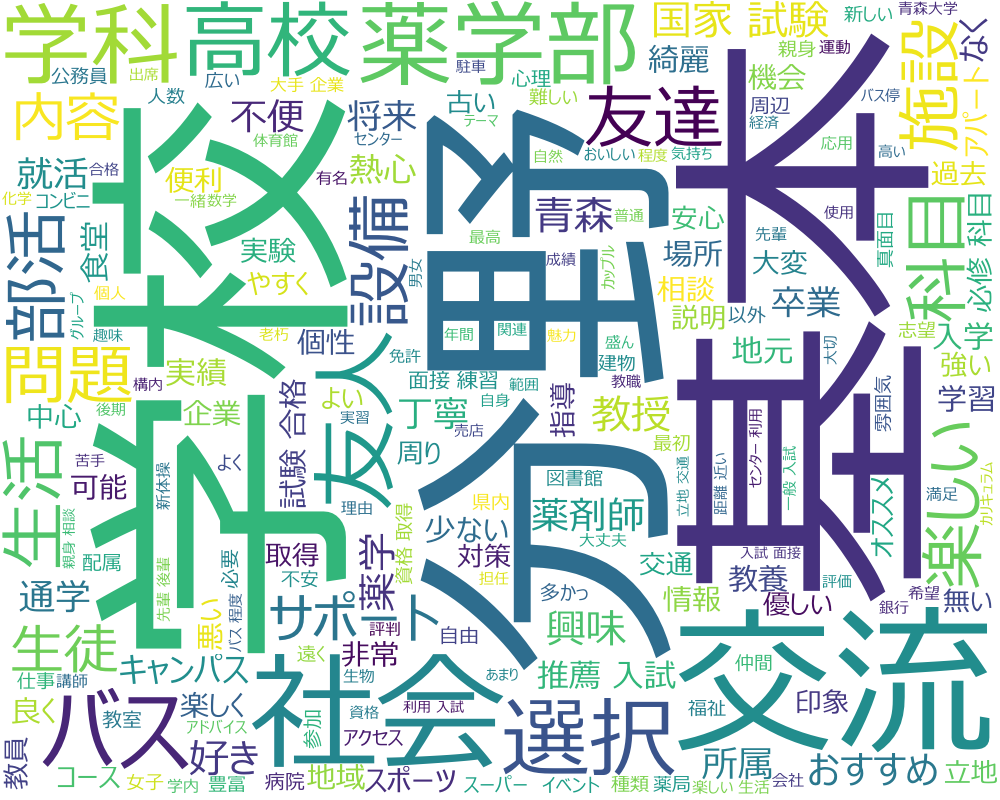 学科
高校
薬学部
国家 試験
新しい
青森大学
親身
運動
なく
公務員
出席
広い
大手 企業
駐車
心理
綺麗
機会
施設
内容
人数
不便
将来
古い
難しい
友達
周辺
バス停
アパート
体育館
テーマ
センター
経済
就活
合格
コンビニ
便利
有名
熱心
自然
おいしい
程度
気持ち
応用
高い
過去
化学
一緒
数学
学校
分野
基本
部活
食堂
実験
設備
最高
青森
普通
安心
場所
使用
先輩
真面目
科目
必修
科目
個人
やすく
男女
成績
カップル
相談
大変
卒業
グループ
趣味
老朽
個性
年間
関連
魅力
盛ん
建物
説明
以外
志望
入学
問題
実績
免許
面接 練習
範囲
教職
地元
大切
強い
構内
友人
中心
後期
企業
よい
丁寧
自身
指導
教授
雰囲気
学習
生活
苦手
新体操
よく
試験 合格
実習
周り
売店
最初
立地 交通
距離 近い
センター 利用
一般 入試
オススメ
楽しい
カリキュラム
可能
理由
県内
図書館
満足
親身 相談
配属
先輩 後輩
バス 程度
必要
取得
不安
薬学
資格 取得
少ない
対策
薬剤師
大丈夫
交通
入試 面接
教養
評価
希望
通学
悪い
サポート
担任
多かっ
情報
優しい
銀行
無い
生徒
評判
自由
興味
遠く
非常
交流
仕事
講師
キャンパス
社会
生物
あまり
推薦 入試
仲間
良く
バス
教室
楽しく
アドバイス
参加
資格
利用 入試
アクセス
選択
福祉
印象
教員
好き
所属
おすすめ
立地
コース
女子
学内
豊富
病院
地域
スポーツ
スーパー
イベント
種類
薬局
楽しい 生活
会社